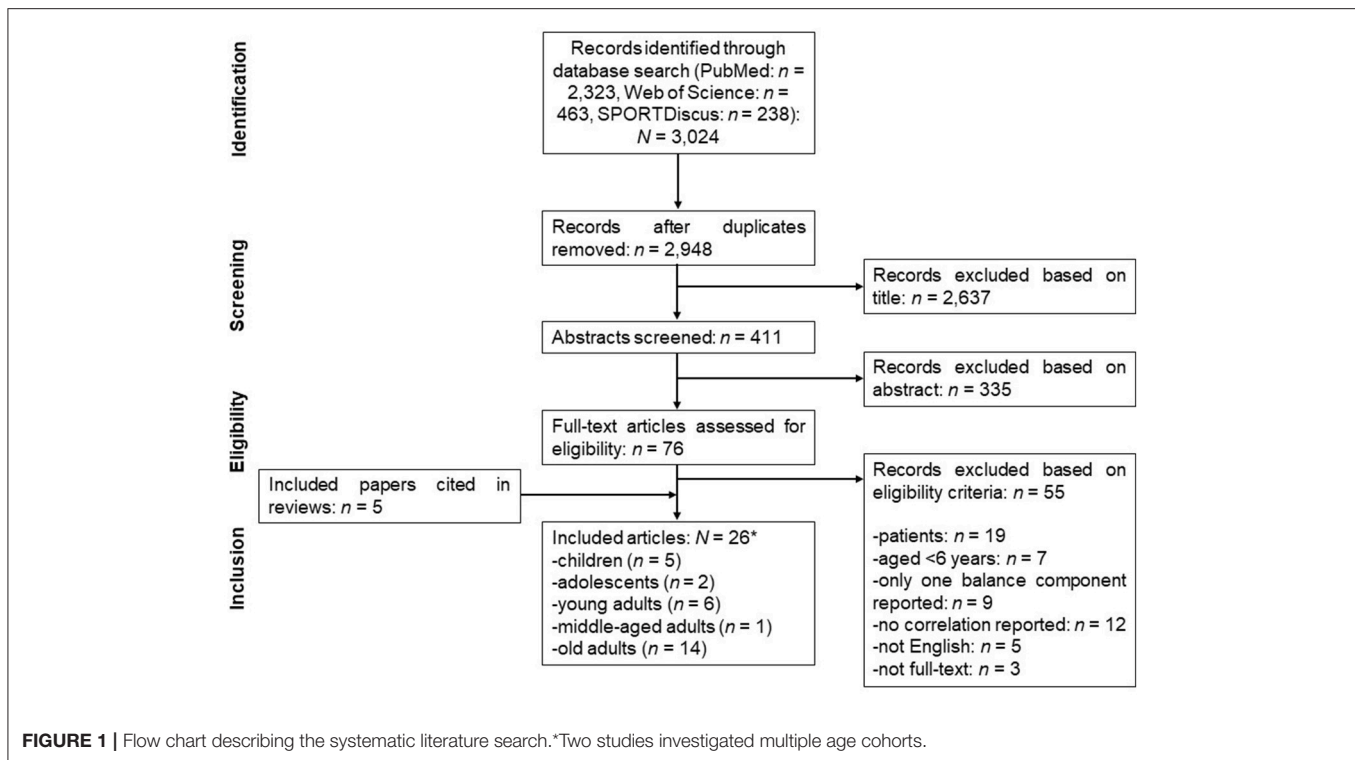 Identification
Records identified through
database search (PubMed: n =
2,323, Web of Science: n =
463, SPORTDiscus: n = 238):
N = 3,024
Screening
Records after duplicates
removed: n = 2,948
Records excluded based on
title: n = 2,637
Abstracts screened: n = 411
Records excluded based on
abstract: n = 335
Eligibility
Full-text articles assessed for
eligibility: n = 76
Included papers cited in
reviews: n = 5
Records excluded based on
eligibility criteria: n = 55
-patients: n = 19
-aged <6 years: n = 7
-only one balance component
reported: n = 9
-no correlation reported: n = 12
-not English: n = 5
-not full-text: n = 3
Inclusion
Included articles: N = 26*
-children (n = 5)
-adolescents (n = 2)
-young adults (n = 6)
-middle-aged adults (n = 1)
-old adults (n = 14)
FIGURE 1 | Flow chart describing the systematic literature search.*Two studies investigated multiple age cohorts.